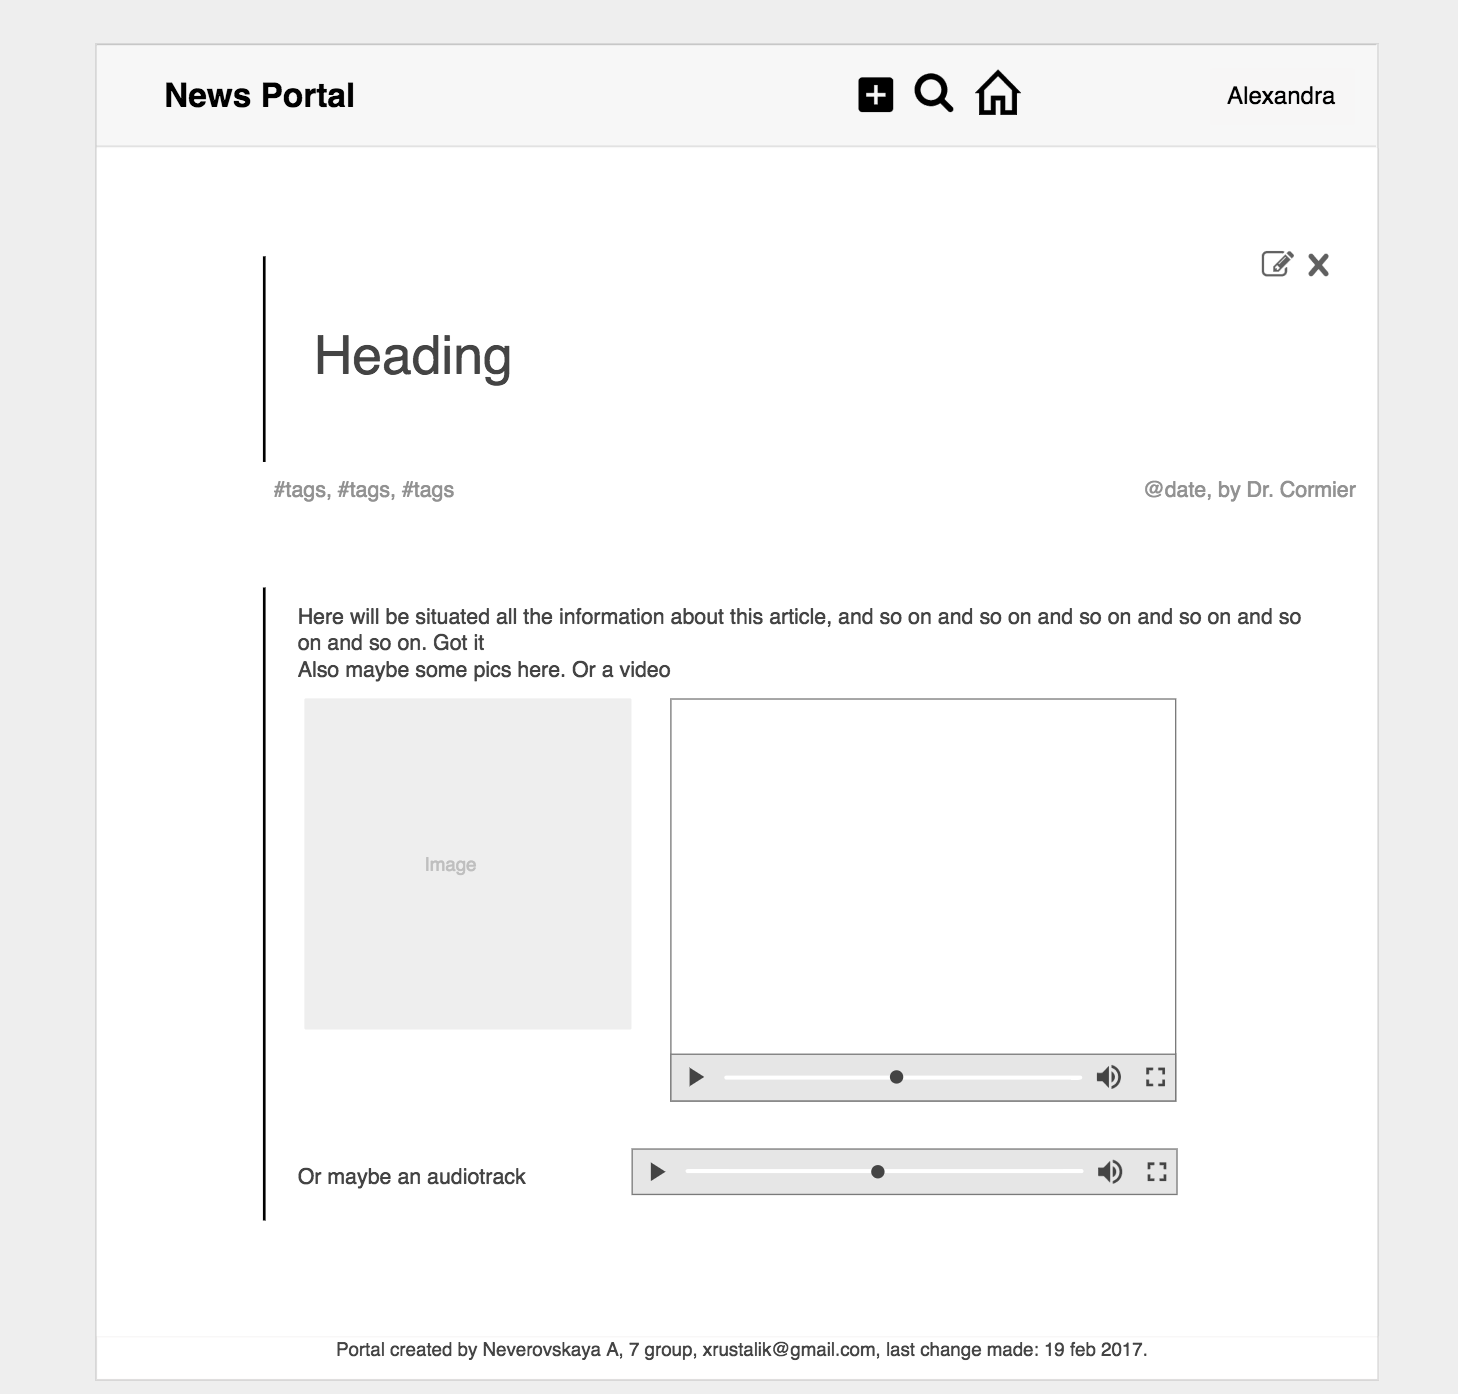 News Portal
Alexandra
Heading
#tags, #tags, #tags
@date, by Dr. Cormier
Here will be situated all the information about this article, and so on and so on and so on and so on and so
on and so on. Got it
Also maybe some pics here. Or a video
Image
Or maybe an audiotrack
Portal created by Neverovskaya A, 7 group, xrustalik@gmail.com, last change made: 19 feb 2017.